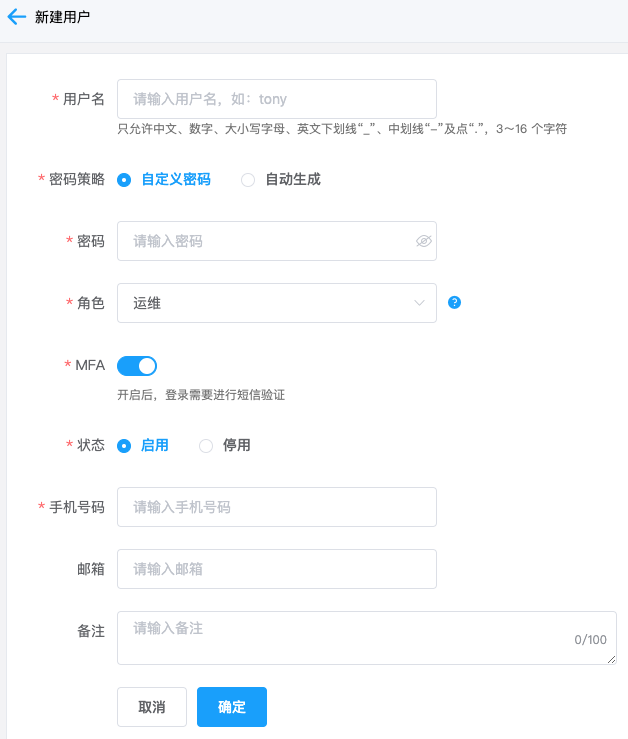 新建用户
* 用户名 请输入用户名，如：tony
只允许中文、数字、大小写字母、英文下划线“_”、中划线“-”及点“.”，3～16 个字符
* 密码策略 自定义密码 自动生成
* 密码 请输入密码
* 角色 运维 ?
* MFA
开启后，登录需要进行短信验证
* 状态 启用 停用
* 手机号码 请输入手机号码
邮箱 请输入邮箱
备注 请输入备注
0/100
取消 确定